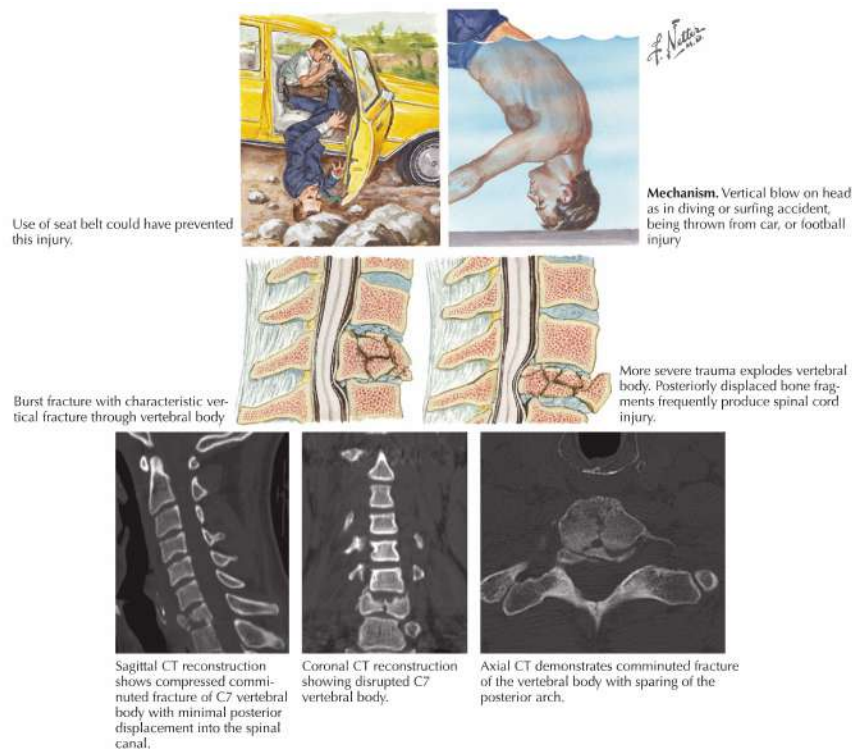 F. Netter M.D.
Use of seat belt could have prevented
this injury.
Mechanism. Vertical blow on head
as in diving or surfing accident,
being thrown from car, or football
injury
Burst fracture with characteristic ver-
tical fracture through vertebral body
More severe trauma explodes vertebral
body. Posteriorly displaced bone frag-
ments frequently produce spinal cord
injury.
Sagittal CT reconstruction
shows compressed commi-
nuted fracture of C7 vertebral
body with minimal posterior
displacement into the spinal
canal.
Coronal CT reconstruction
showing disrupted C7
vertebral body.
Axial CT demonstrates comminuted fracture
of the vertebral body with sparing of the
posterior arch.